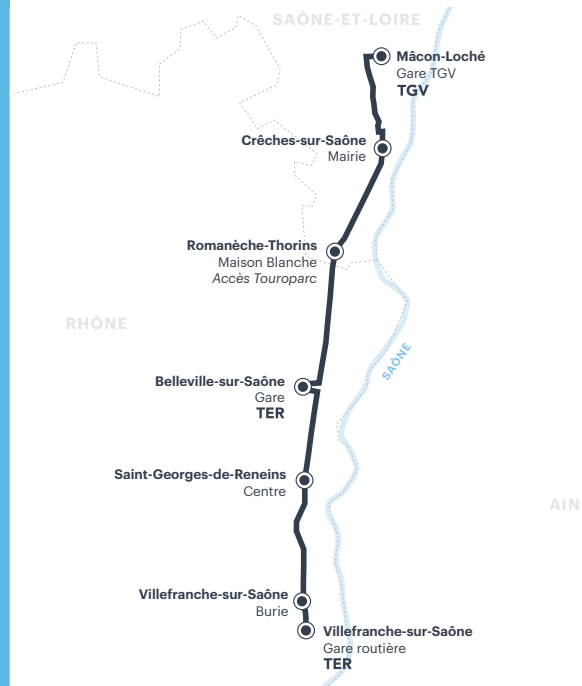 SAÔNE-ET-LOIRE
Mâcon-Loché
Gare TGV
TGV
Crêches-sur-Saône
Mairie
Romanèche-Thorins
Maison Blanche
Accès Touroparc
RHÔNE
SAÔNE
Belleville-sur-Saône
Gare
TER
Saint-Georges-de-Reneins
Centre
AIN
Villefranche-sur-Saône
Burie
Villefranche-sur-Saône
Gare routière
TER